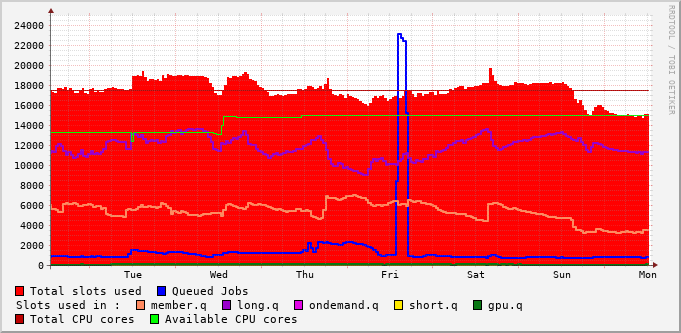 RRDTOOL / TOBI OETIKER
24000
22000
20000
18000
16000
14000
12000
10000
8000
6000
4000
2000
0
Tue Wed Thu Fri Sat Sun Mon
Total slots used Queued Jobs
Slots used in : member.q long.q ondemand.q short.q gpu.q
Total CPU cores Available CPU cores